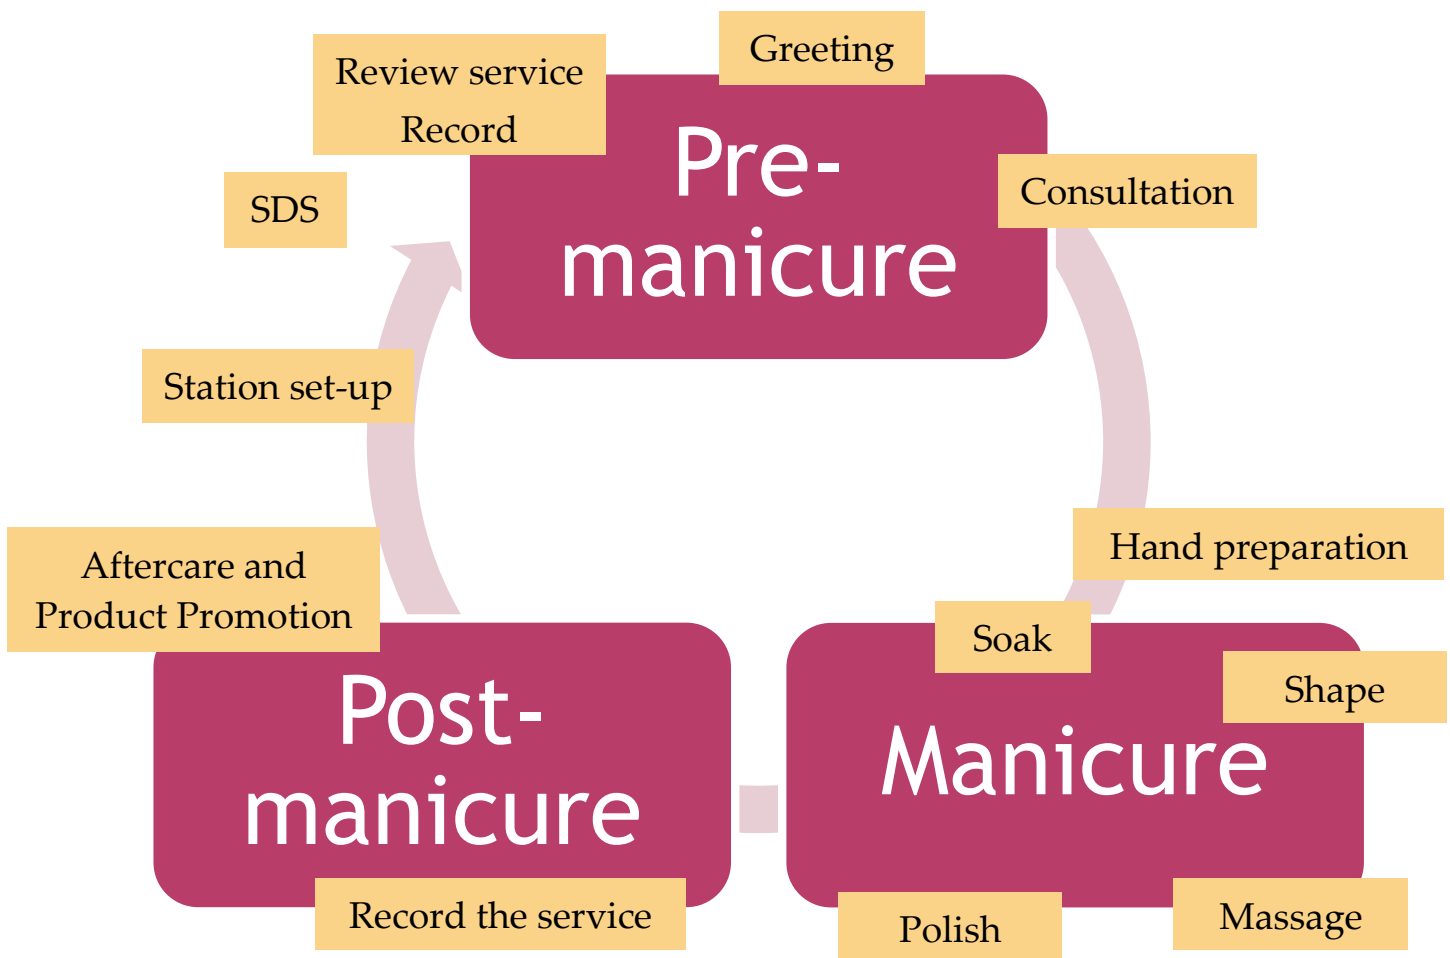 Greeting
Review service
Record
Pre-
manicure
Consultation
SDS
Station set-up
Hand preparation
Aftercare and
Product Promotion
Soak
Shape
Post-
manicure
Manicure
Record the service
Polish
Massage